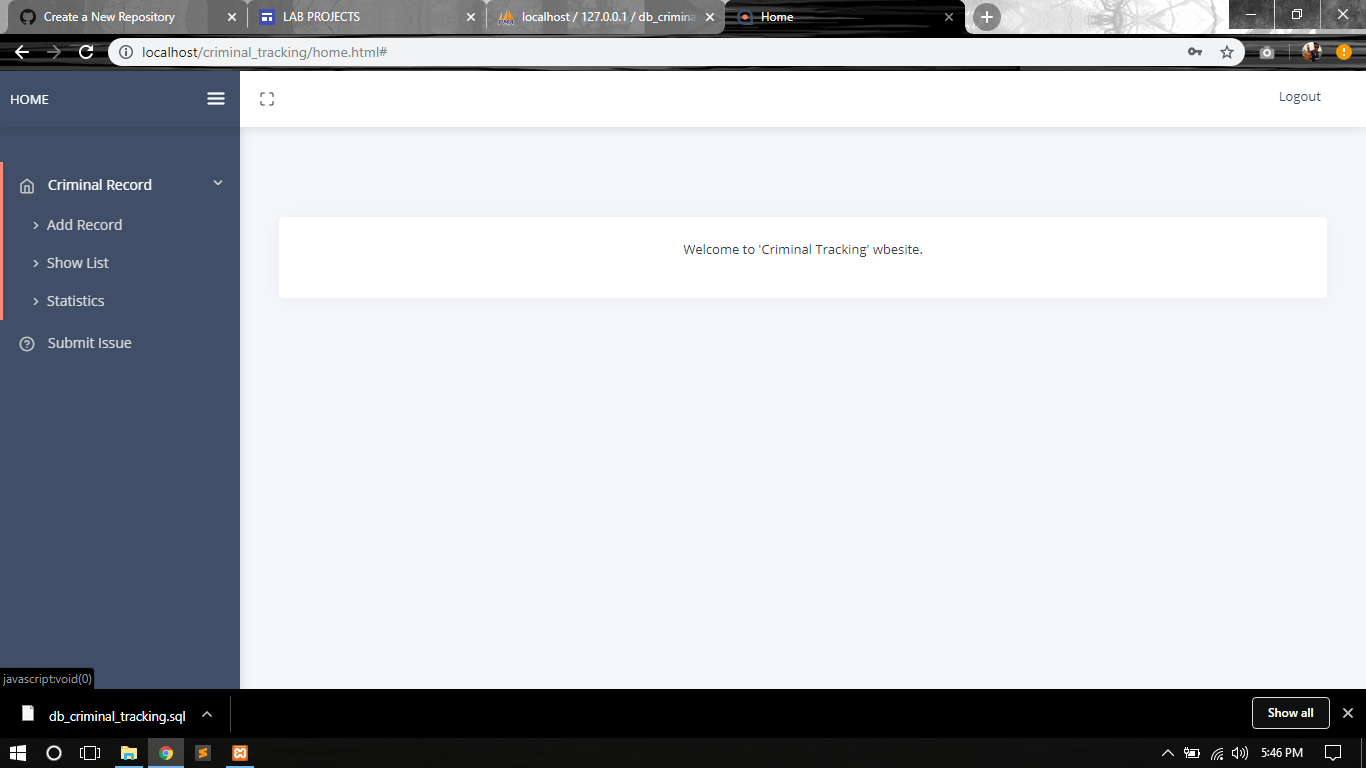 Create a New Repository
LAB PROJECTS
localhost / 127.0.0.1 / db_crimina
Home
localhost/criminal_tracking/home.html#
HOME
Logout
Criminal Record
Add Record
Show List
Statistics
Submit Issue
Welcome to 'Criminal Tracking' wbesite.
javascript:void(0)
db_criminal_tracking.sql
Show all
5:46 PM